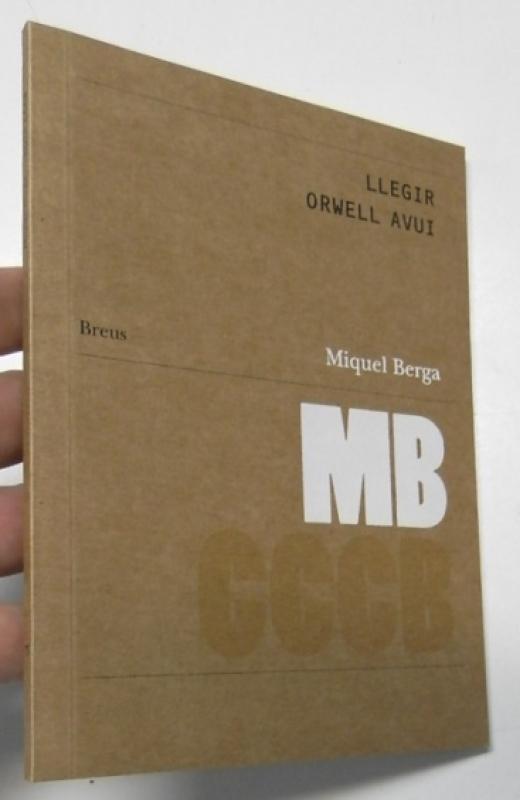 LLEGIR
ORWELL AVUI
Breus
Miquel Berga
MB
CCCB